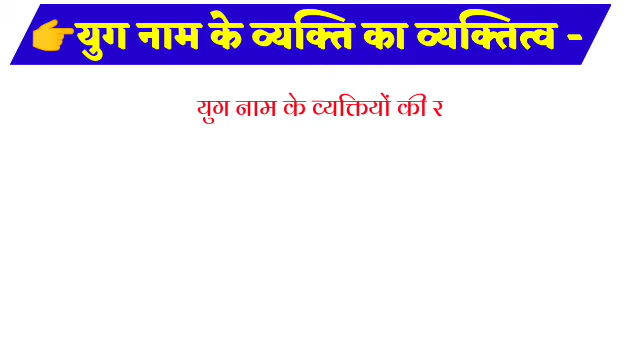 👉युग नाम के व्यक्ति का व्यक्तित्व -
युग नाम के व्यक्तियों की र